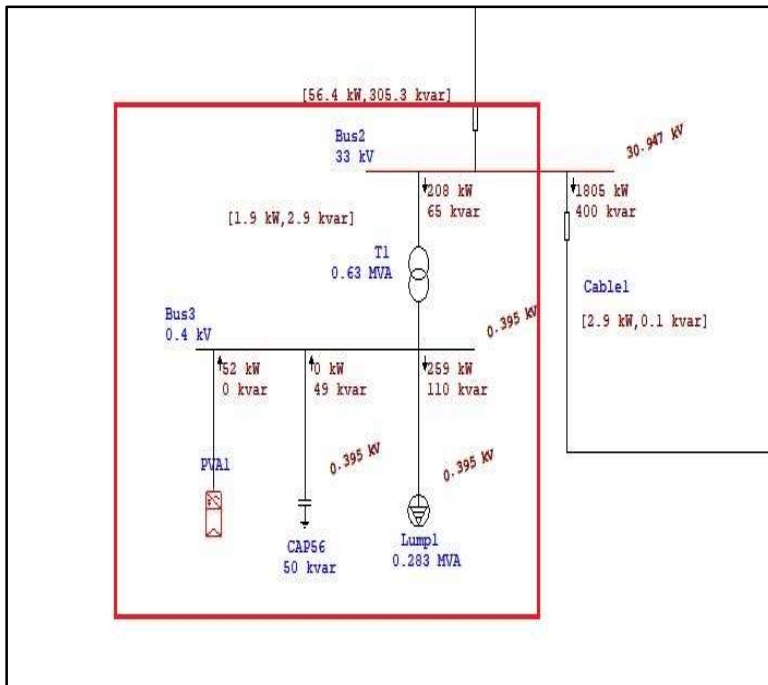 [56.4 kW,305.3 kvar]
Bus2
33 kV
30.947 kV
208 kW
65 kvar
1805 kW
400 kvar
[1.9 kW,2.9 kvar]
T1
0.63 MVA
Cable1
[2.9 kW,0.1 kvar]
Bus3
0.4 kV
0.395 kV
52 kW
0 kvar
0 kW
49 kvar
259 kW
110 kvar
PVA1
0.395 kV
0.395 kV
CAP56
50 kvar
Lump1
0.283 MVA